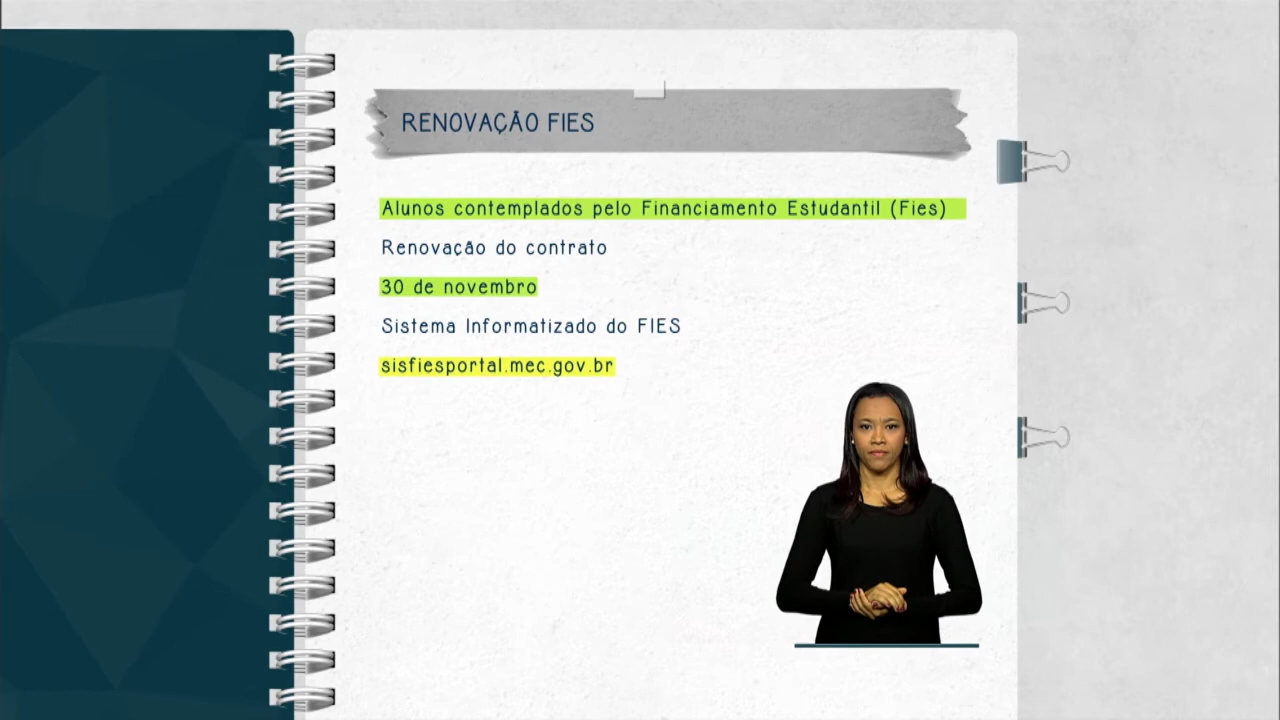 RENOVAÇÃO FIES
Alunos contemplados pelo Financiamento Estudantil (Fies)
Renovação do contrato
30 de novembro
Sistema Informatizado do FIES
sisfiesportal.mec.gov.br